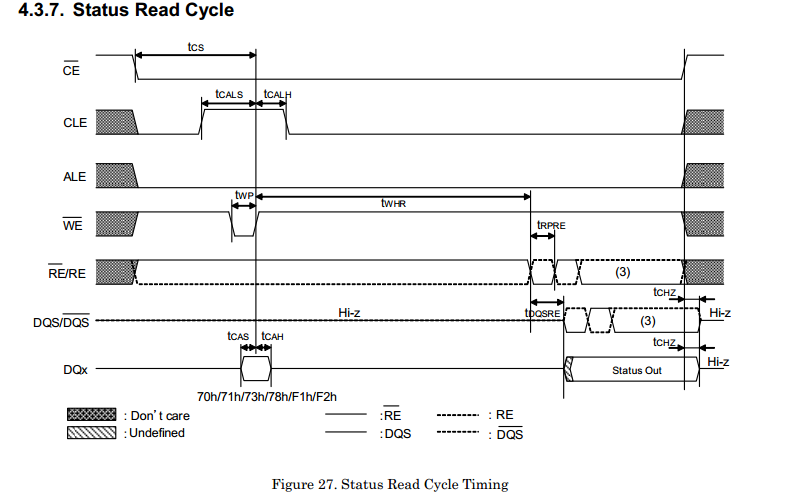 4.3.7. Status Read Cycle
tCS
CE
tCALS tCALH
CLE
ALE
tWP
tWHR
WE
tRPRE
RE/RE
(3)
tCHZ
Hi-z
tDQSRE
(3)
Hi-z
DQS/DQS
tCAS tCAH
tCHZ
Hi-z
DQx
Status Out
70h/71h/73h/78h/F1h/F2h
: Don't care :RE : RE
: Undefined :DQS : DQS
Figure 27. Status Read Cycle Timing